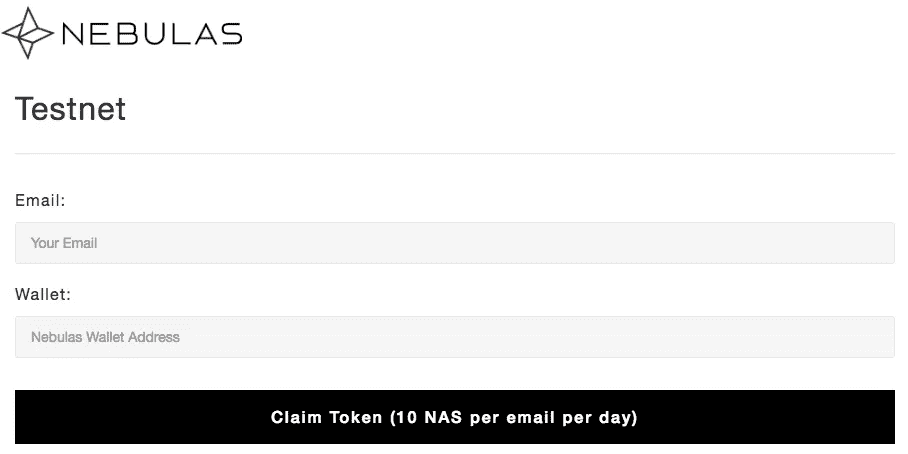 NEBULAS
Testnet
Email:
Your Email
Wallet:
Nebulas Wallet Address
Claim Token (10 NAS per email per day)